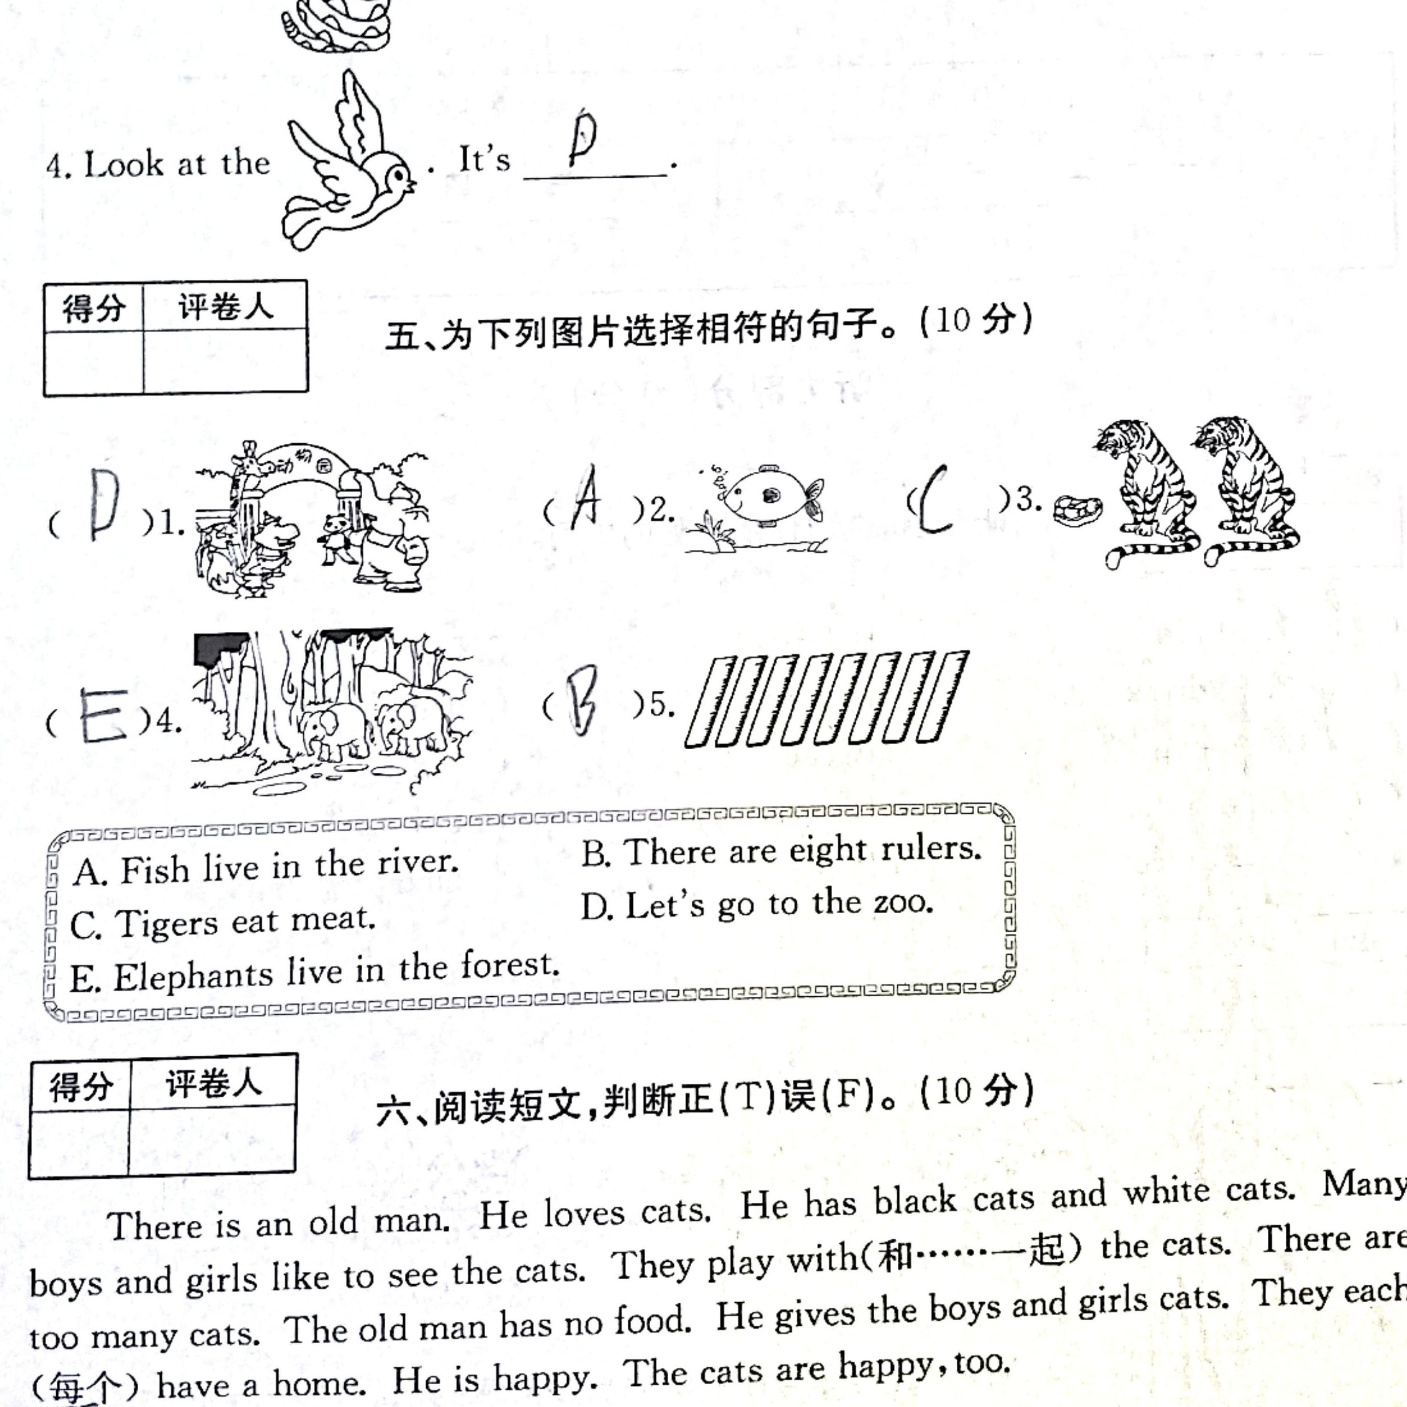 4. Look at the . It's D .
得分 评卷人
五、为下列图片选择相符的句子。(10 分)
动物园
( D )1. ( A )2. ( C )3.
( E )4. ( B )5.
A. Fish live in the river. B. There are eight rulers.
C. Tigers eat meat. D. Let's go to the zoo.
E. Elephants live in the forest.
得分 评卷人
六、阅读短文,判断正(T)误(F)。(10 分)
There is an old man. He loves cats. He has black cats and white cats. Many
boys and girls like to see the cats. They play with(和……一起) the cats. There are
too many cats. The old man has no food. He gives the boys and girls cats. They each
(每个) have a home. He is happy. The cats are happy, too.